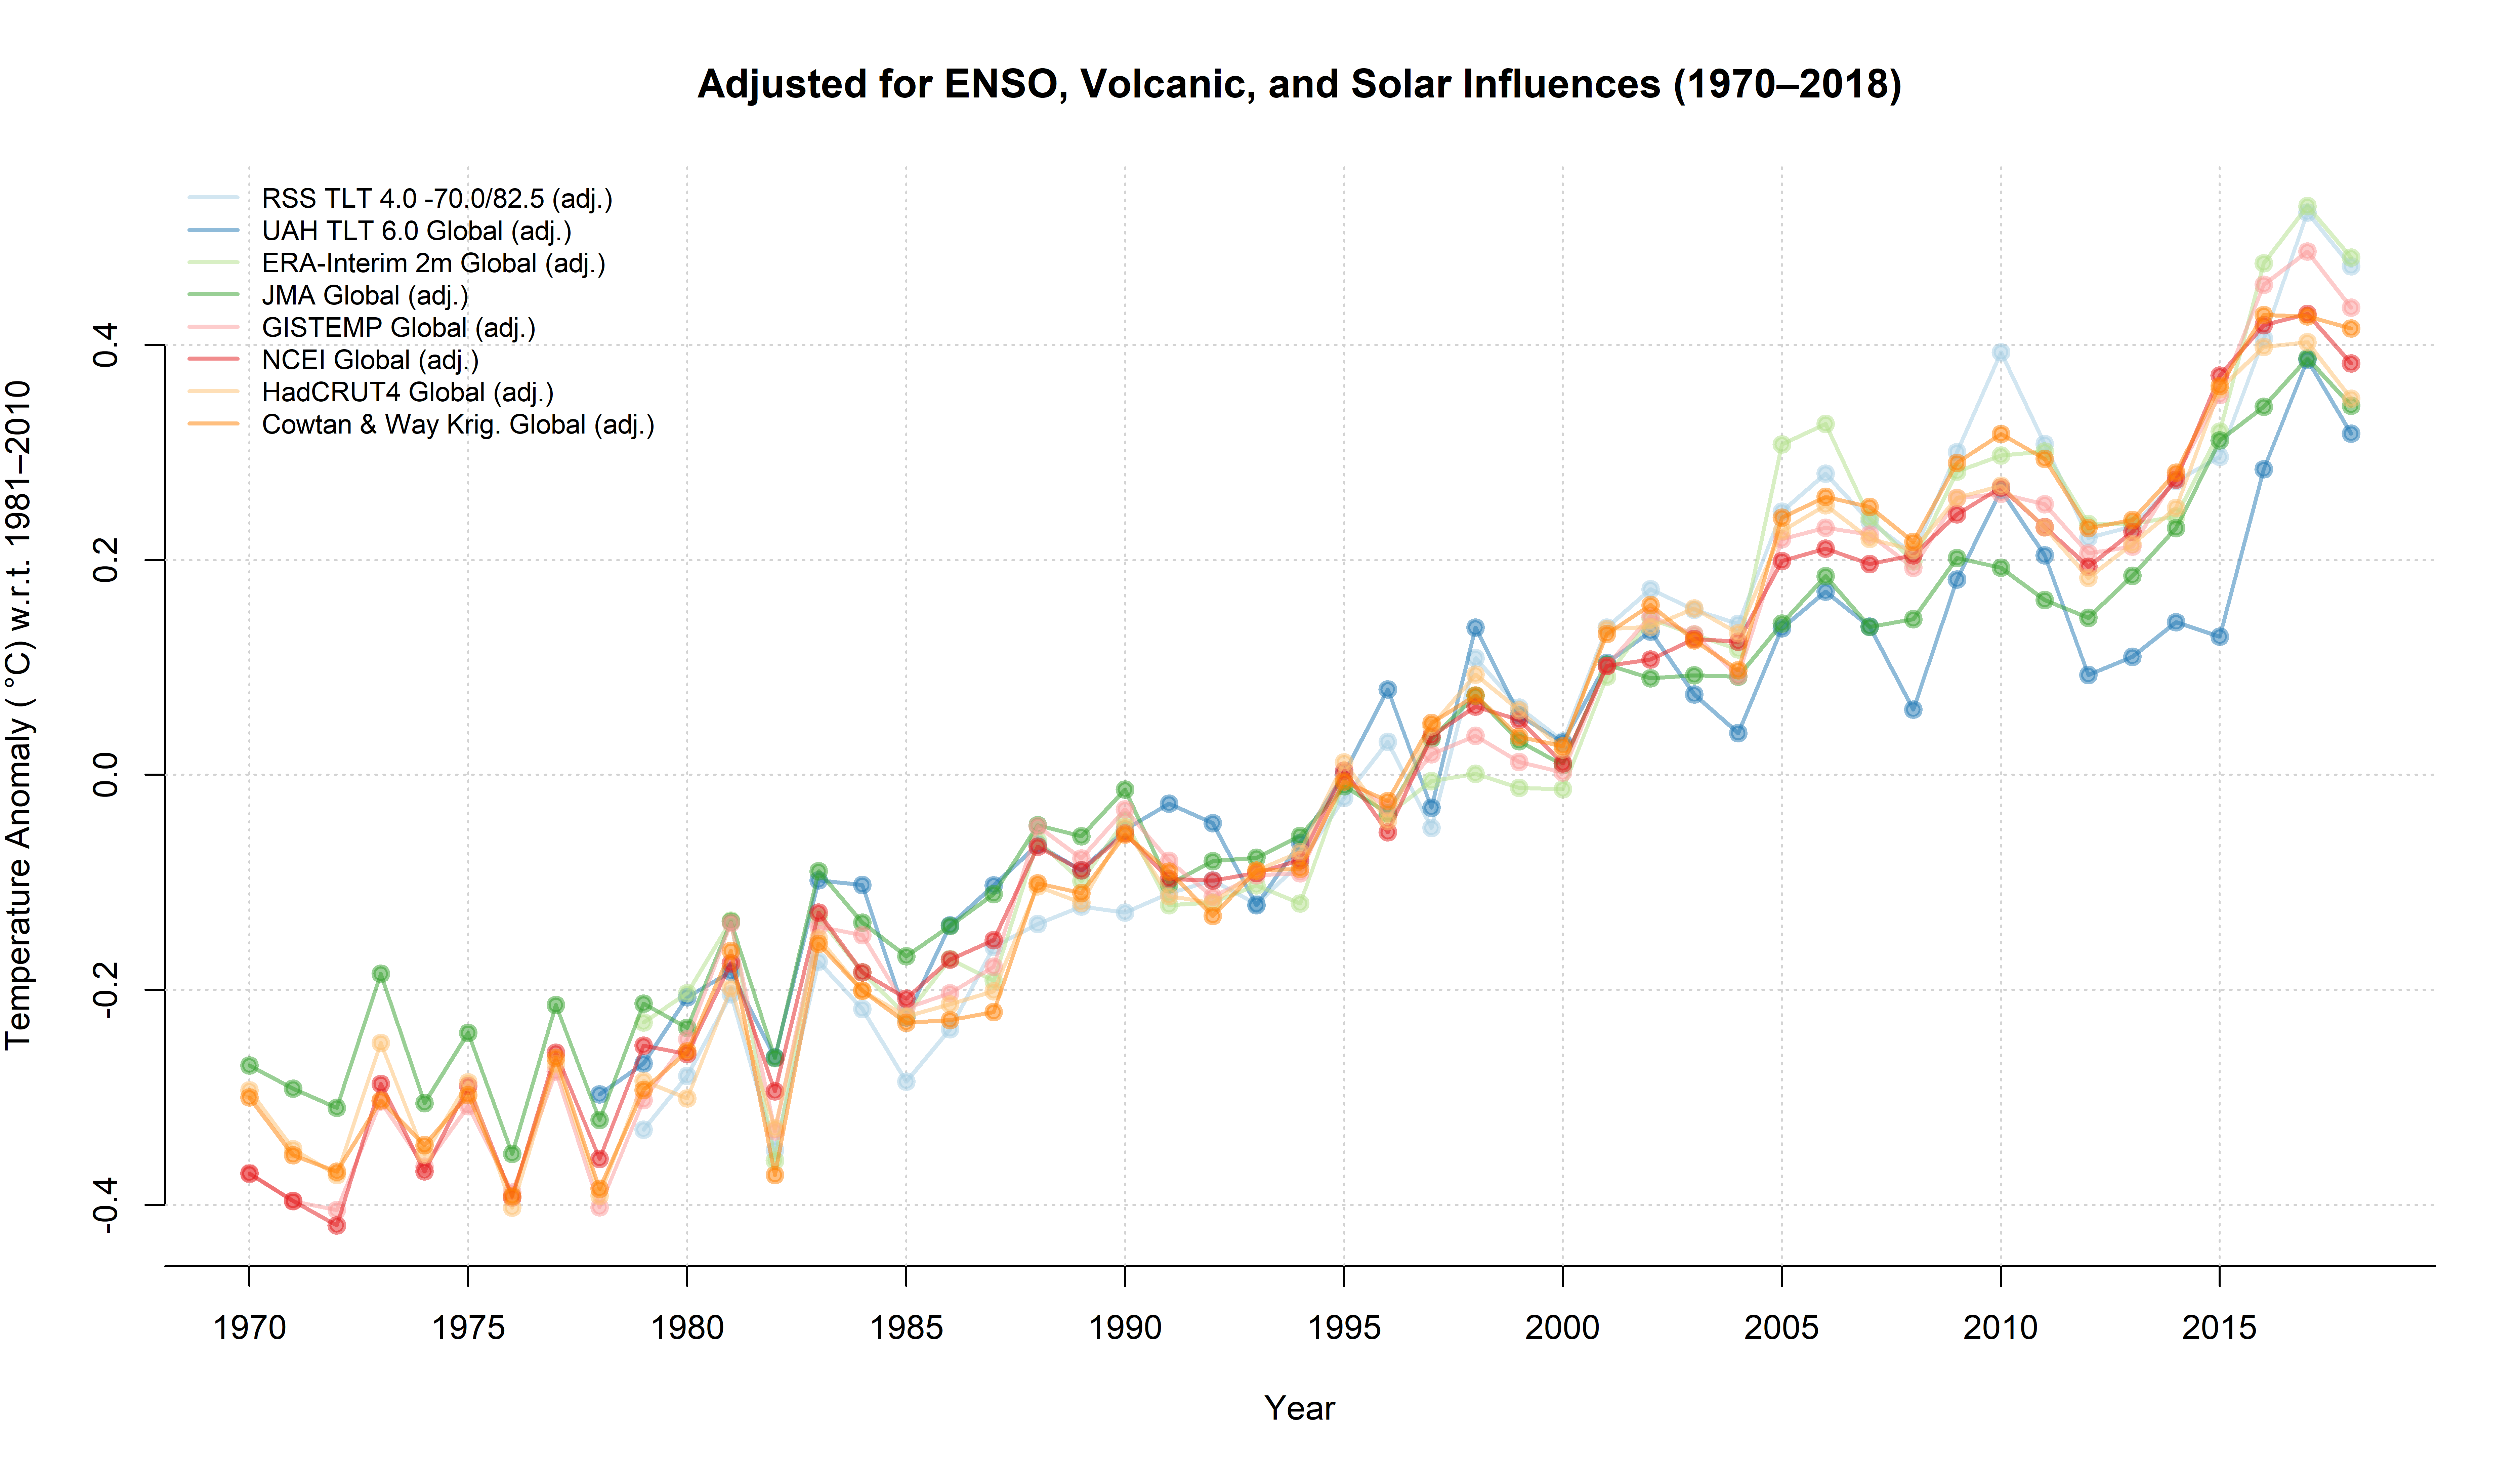 Adjusted for ENSO, Volcanic, and Solar Influences (1970–2018)
RSS TLT 4.0 -70.0/82.5 (adj.)
UAH TLT 6.0 Global (adj.)
ERA-Interim 2m Global (adj.)
JMA Global (adj.)
GISTEMP Global (adj.)
NCEI Global (adj.)
HadCRUT4 Global (adj.)
Cowtan & Way Krig. Global (adj.)
Temperature Anomaly ( °C) w.r.t. 1981–2010
0.4
0.2
0.0
-0.2
-0.4
1970 1975 1980 1985 1990 1995 2000 2005 2010 2015
Year